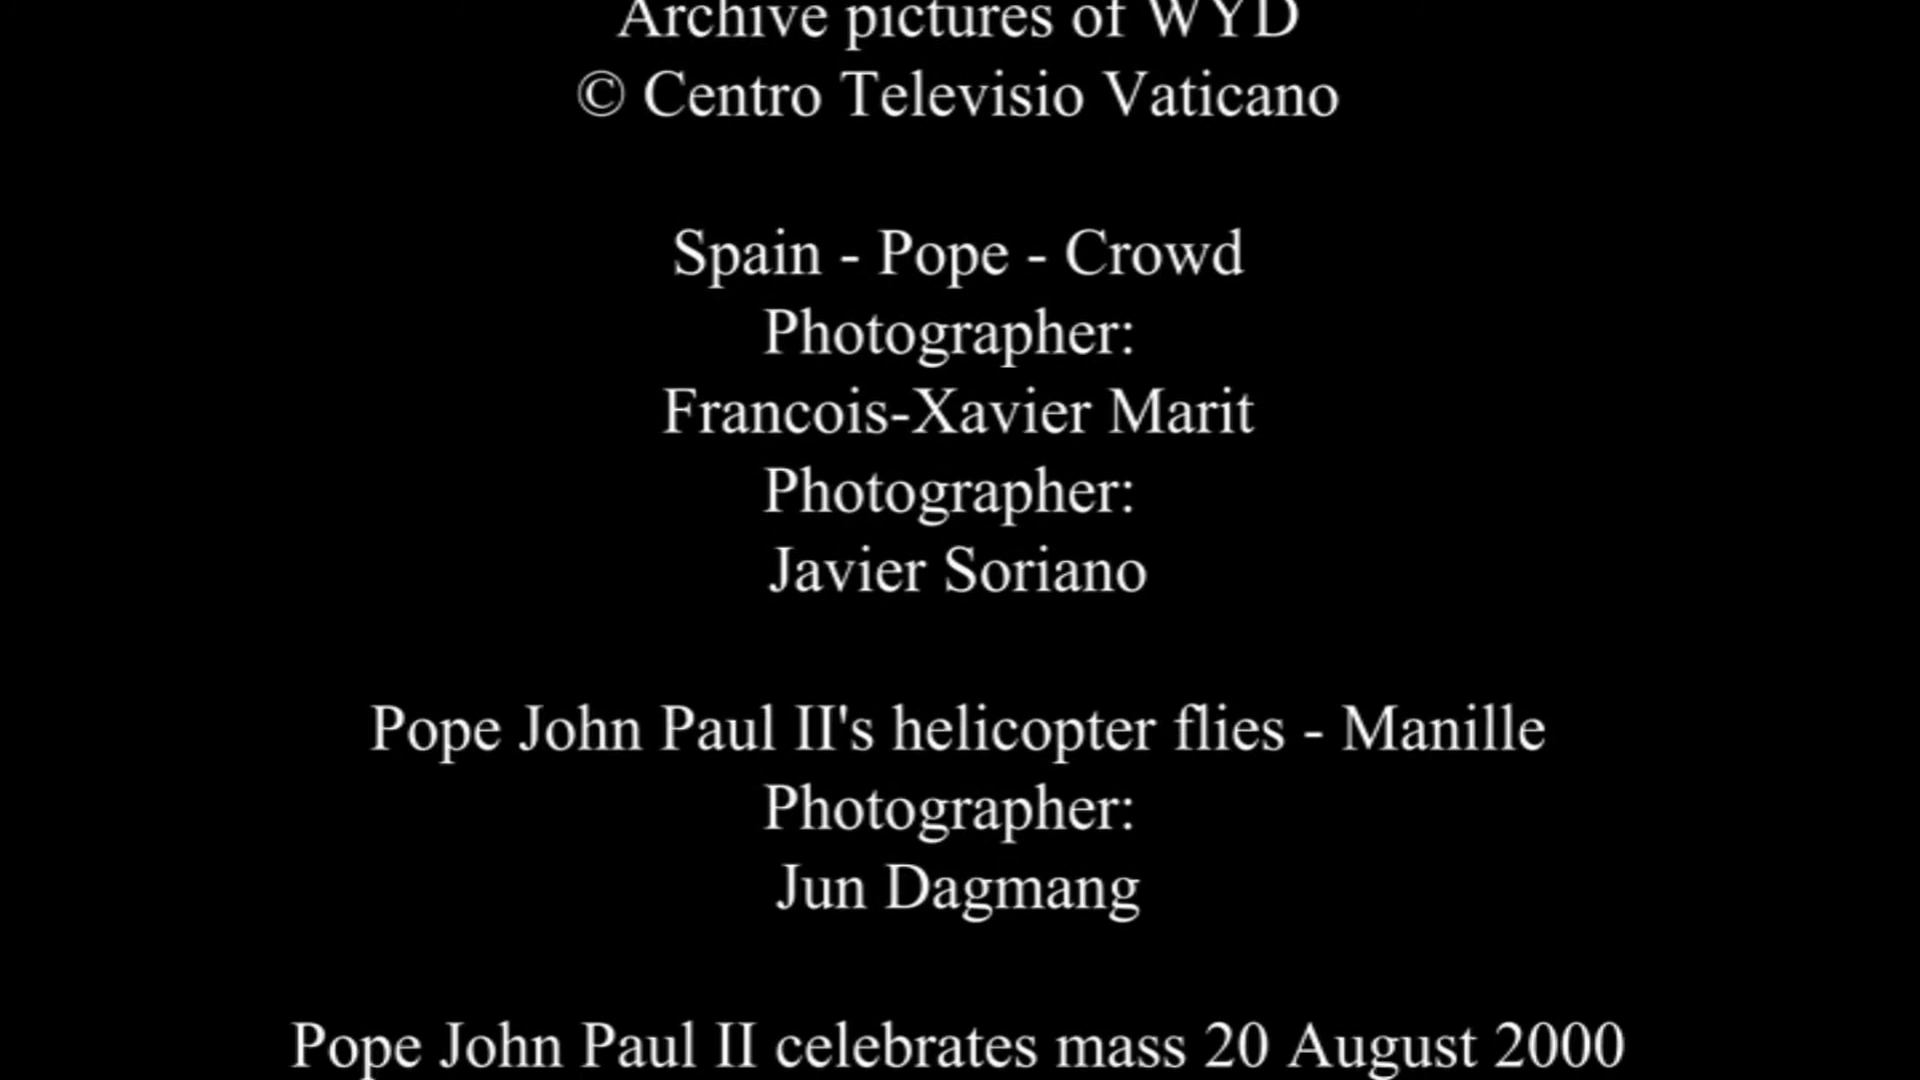 Archive pictures of WYD
© Centro Televisio Vaticano
Spain - Pope - Crowd
Photographer:
Francois-Xavier Marit
Photographer:
Javier Soriano
Pope John Paul II's helicopter flies - Manille
Photographer:
Jun Dagmang
Pope John Paul II celebrates mass 20 August 2000